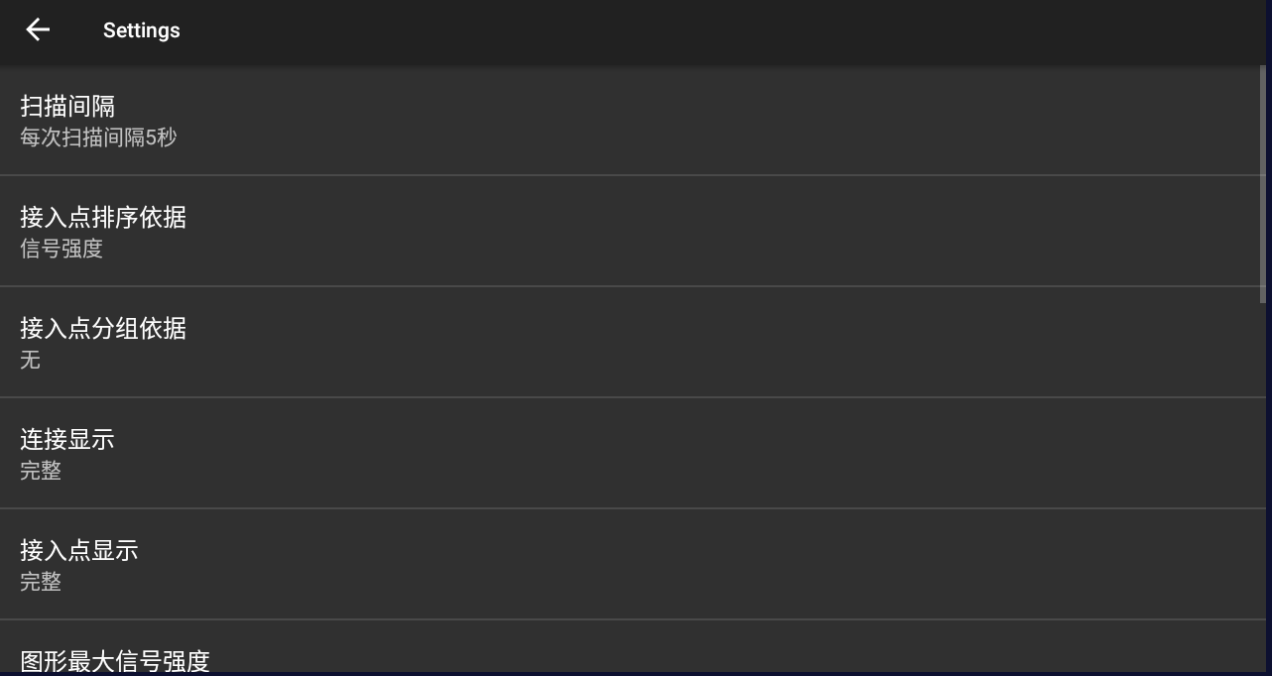 Settings
扫描间隔
每次扫描间隔5秒
接入点排序依据
信号强度
接入点分组依据
无
连接显示
完整
接入点显示
完整
图形最大信号强度